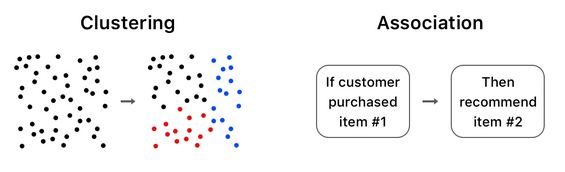 Clustering
Association
If customer
purchased
item #1
Then
recommend
item #2